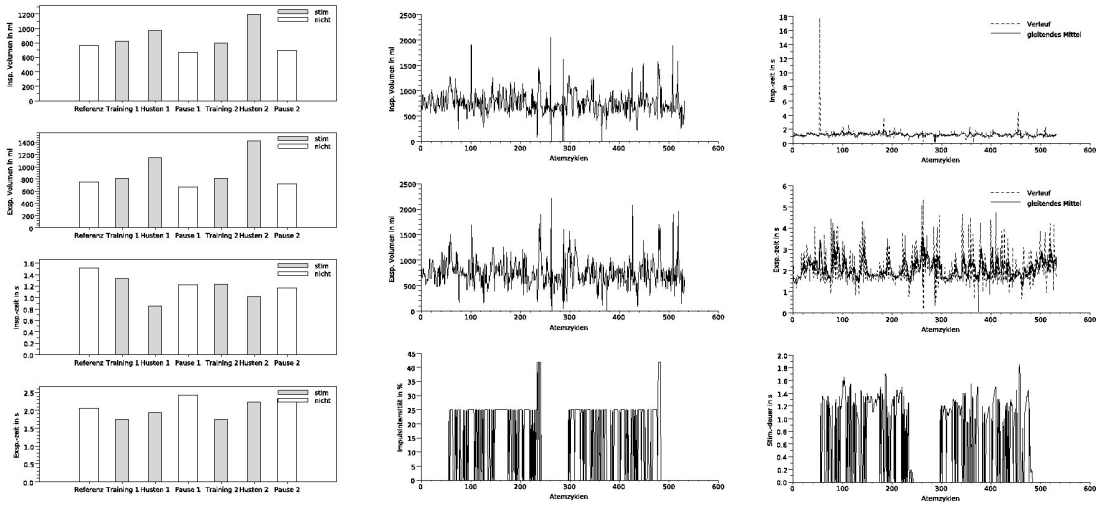 Insp. Volumen in ml
1200
1000
800
600
400
200
0
stim
nicht
Referenz Training 1 Husten 1 Pause 1 Training 2 Husten 2 Pause 2
Exsp. Volumen in ml
1400
1200
1000
800
600
400
200
0
stim
nicht
Referenz Training 1 Husten 1 Pause 1 Training 2 Husten 2 Pause 2
Insp.-zeit in s
1.6
1.4
1.2
1.0
0.8
0.6
0.4
0.2
0.0
stim
nicht
Referenz Training 1 Husten 1 Pause 1 Training 2 Husten 2 Pause 2
Exsp.-zeit in s
2.5
2.0
1.5
1.0
0.5
0.0
stim
nicht
Referenz Training 1 Husten 1 Pause 1 Training 2 Husten 2 Pause 2
Insp. Volumen in ml
2500
2000
1500
1000
500
0
0 100 200 300 400 500 600
Atemzyklen
Exsp. Volumen in ml
2500
2000
1500
1000
500
0
0 100 200 300 400 500 600
Atemzyklen
Impulsintensität in %
45
40
35
30
25
20
15
10
5
0
0 100 200 300 400 500 600
Atemzyklen
Insp.-zeit in s
18
16
14
12
10
8
6
4
2
0
Verlauf
gleitendes Mittel
0 100 200 300 400 500 600
Atemzyklen
Exsp.-zeit in s
6
5
4
3
2
1
0
Verlauf
gleitendes Mittel
0 100 200 300 400 500 600
Atemzyklen
Stim.-dauer in s
2.0
1.8
1.6
1.4
1.2
1.0
0.8
0.6
0.4
0.2
0.0
0 100 200 300 400 500 600
Atemzyklen